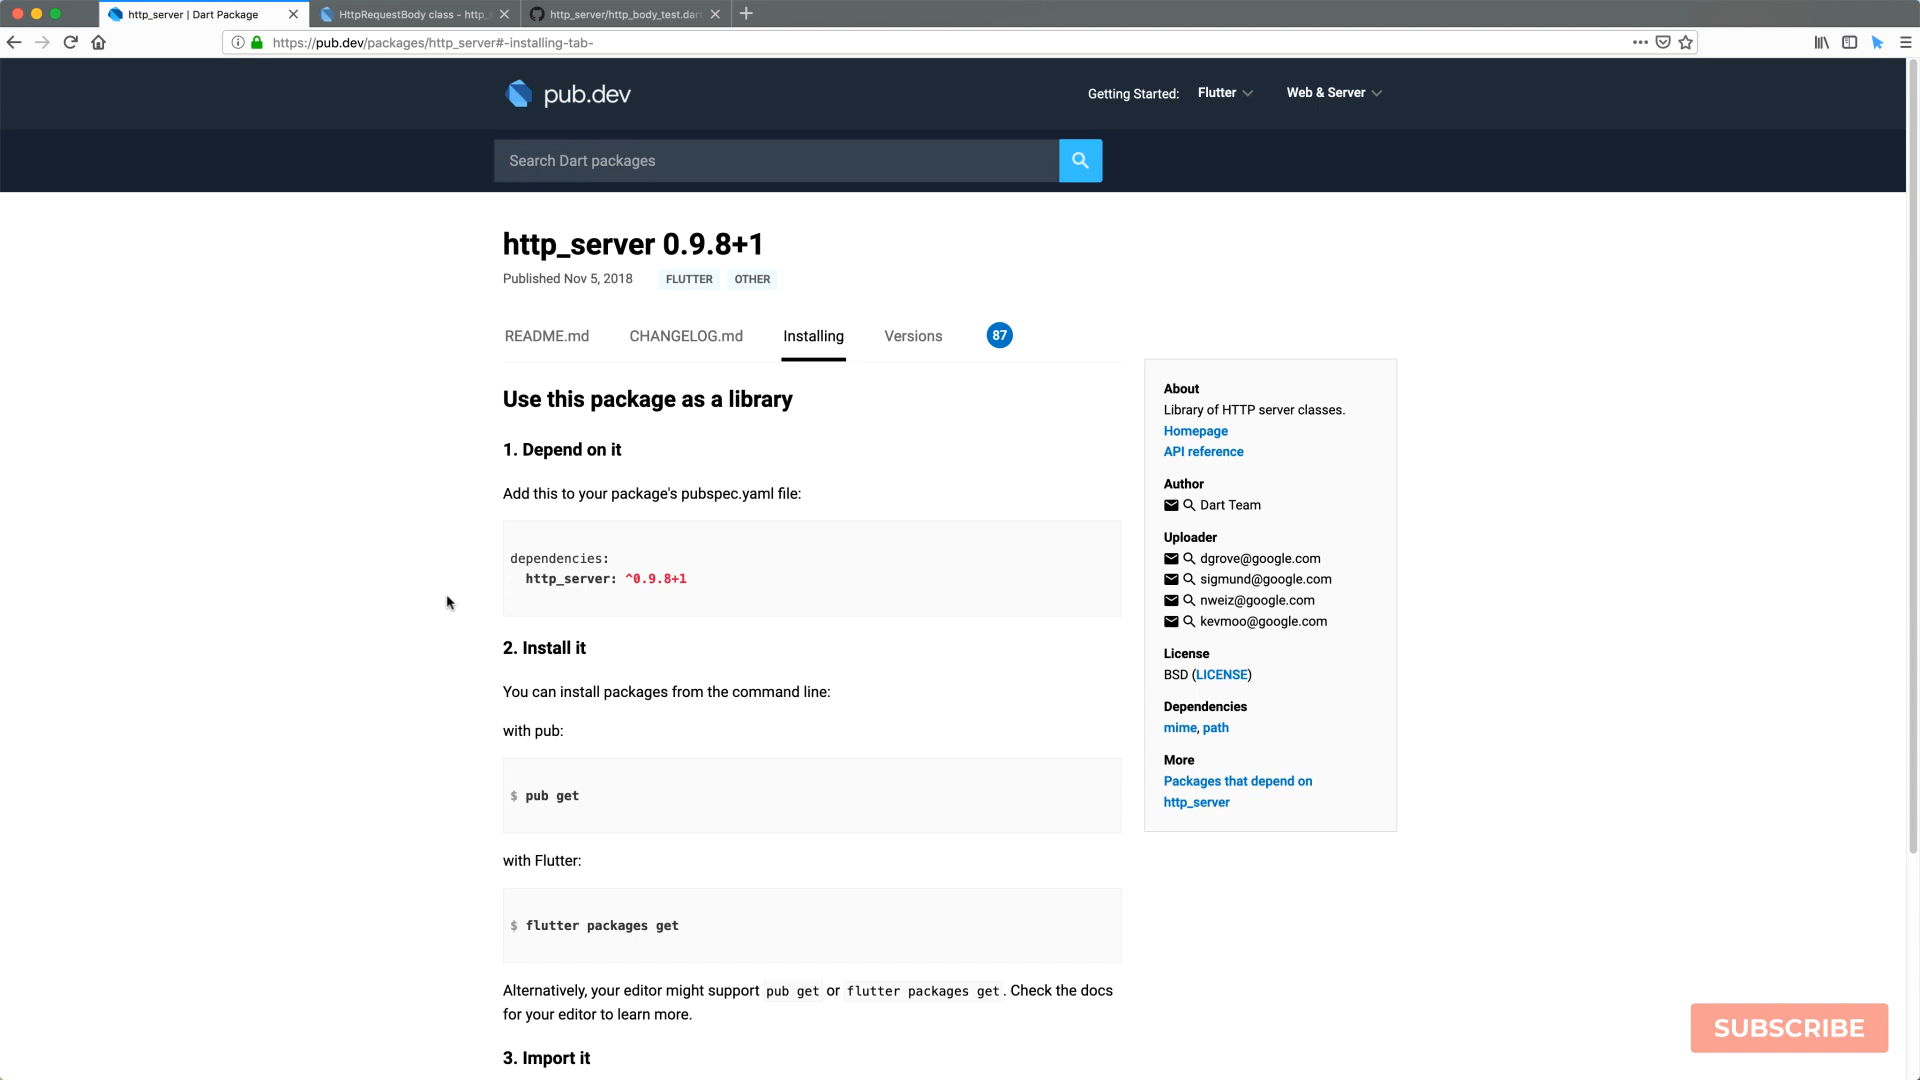 http_server | Dart Package
HttpRequestBody class - http_
http_server/http_body_test.dar
https://pub.dev/packages/http_server#-installing-tab-
pub.dev
Getting Started:
Flutter
Web & Server
Search Dart packages
http_server 0.9.8+1
Published Nov 5, 2018
FLUTTER
OTHER
README.md
CHANGELOG.md
Installing
Versions
87
Use this package as a library
1. Depend on it
Add this to your package's pubspec.yaml file:
dependencies:
http_server: ^0.9.8+1
2. Install it
You can install packages from the command line:
with pub:
$ pub get
with Flutter:
$ flutter packages get
Alternatively, your editor might support pub get or flutter packages get. Check the docs
for your editor to learn more.
3. Import it
About
Library of HTTP server classes.
Homepage
API reference
Author
Dart Team
Uploader
dgrove@google.com
sigmund@google.com
nweiz@google.com
kevmoo@google.com
License
BSD (LICENSE)
Dependencies
mime, path
More
Packages that depend on
http_server
SUBSCRIBE